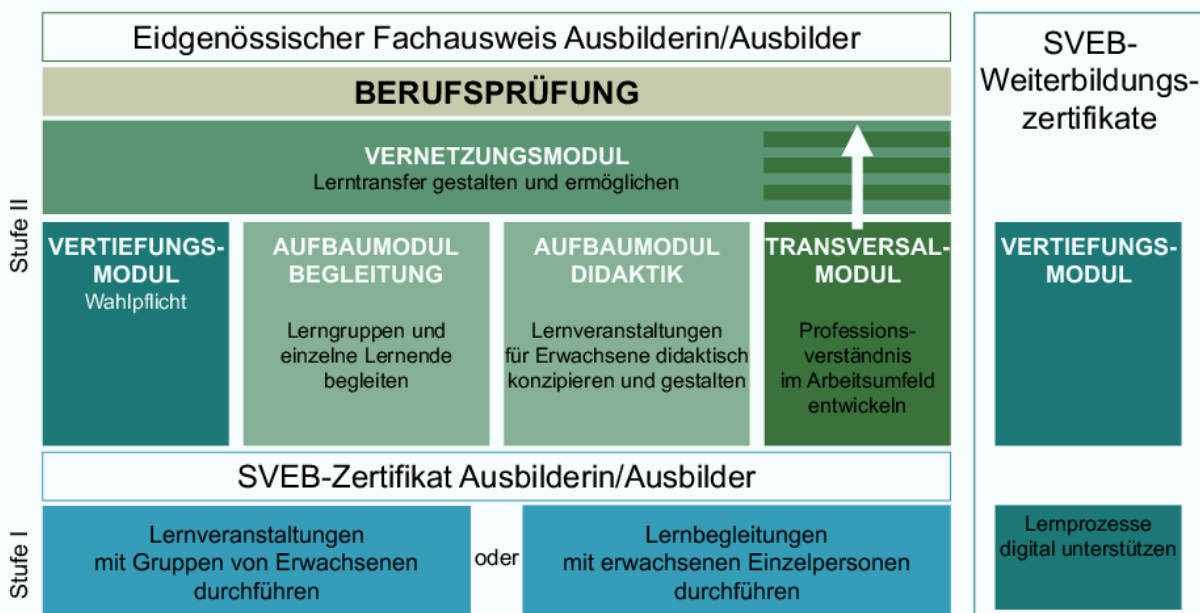 Eidgenössischer Fachausweis Ausbilderin/Ausbilder
BERUFSPRÜFUNG
VERNETZUNGSMODUL
Lerntransfer gestalten und ermöglichen
Stufe II
VERTIEFUNGS-
MODUL
Wahlpflicht
AUFBAUMODUL
BEGLEITUNG
Lerngruppen und
einzelne Lernende
begleiten
AUFBAUMODUL
DIDAKTIK
Lernveranstaltungen
für Erwachsene didaktisch
konzipieren und gestalten
TRANSVERSAL-
MODUL
Professions-
verständnis
im Arbeitsumfeld
entwickeln
SVEB-Zertifikat Ausbilderin/Ausbilder
Stufe I
Lernveranstaltungen
mit Gruppen von Erwachsenen
durchführen
oder
Lernbegleitungen
mit erwachsenen Einzelpersonen
durchführen
SVEB-
Weiterbildungs-
zertifikate
VERTIEFUNGS-
MODUL
Lernprozesse
digital unterstützen